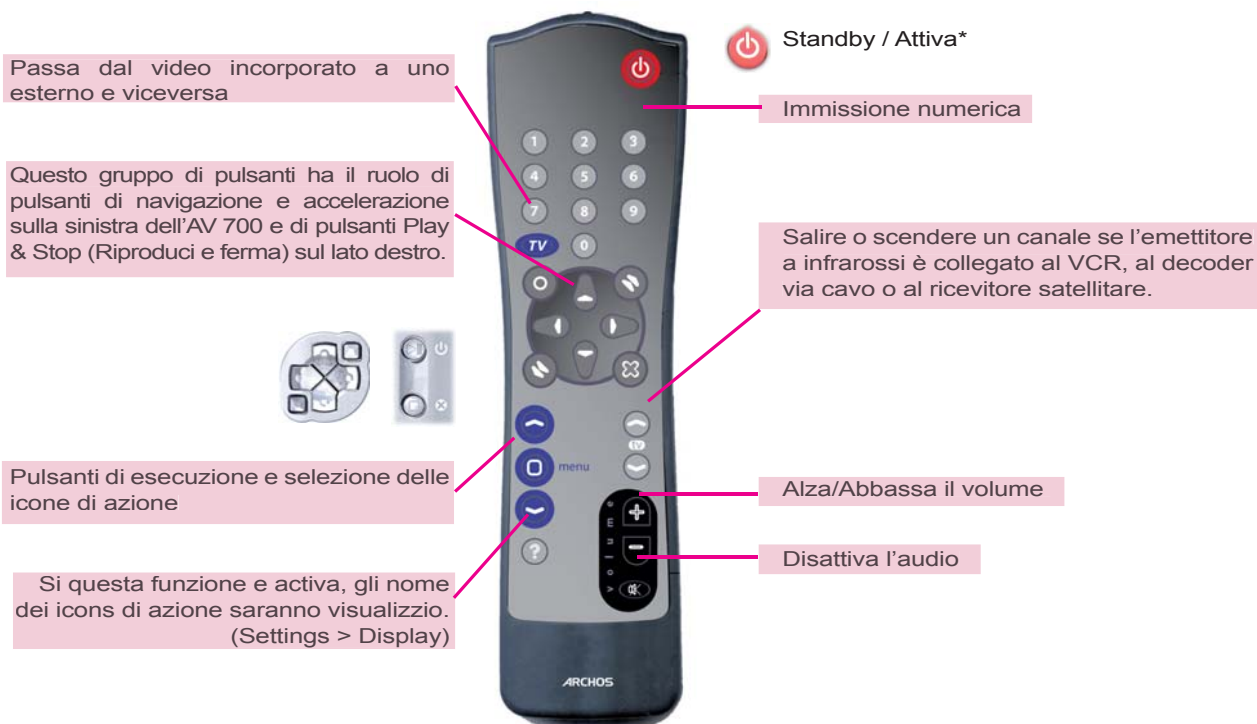 Standby / Attiva*
Passa dal video incorporato a uno
esterno e viceversa
Immissione numerica
Questo gruppo di pulsanti ha il ruolo di
pulsanti di navigazione e accelerazione
sulla sinistra dell'AV 700 e di pulsanti Play
& Stop (Riproduci e ferma) sul lato destro.
Salire o scendere un canale se l'emettitore
a infrarossi è collegato al VCR, al decoder
via cavo o al ricevitore satellitare.
Pulsanti di esecuzione e selezione delle
icone di azione
Alza/Abbassa il volume
Disattiva l'audio
Si questa funzione e activa, gli nome
dei icons di azione saranno visualizzio.
(Settings > Display)
1 2 3
4 5 6
7 8 9
TV 0
TV
menu
volume
?
ARCHOS